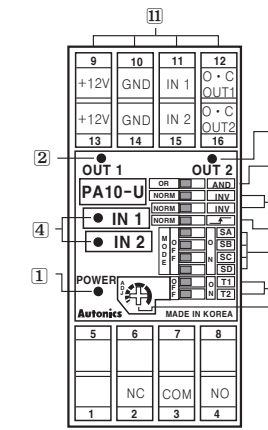 11
9 10 11 12
+12V GND IN 1 O·C OUT1
+12V GND IN 2 O·C OUT2
13 14 15 16
2
OUT 1 OUT 2
PA10-U
OR AND
NORM INV
NORM INV
NORM
4
IN 1
IN 2
MODE OFF ON SA
SB
SC
SD
1
POWER
ADJ
OFF ON T1
T2
Autonics MADE IN KOREA
5 6 7 8
NC COM NO
1 2 3 4